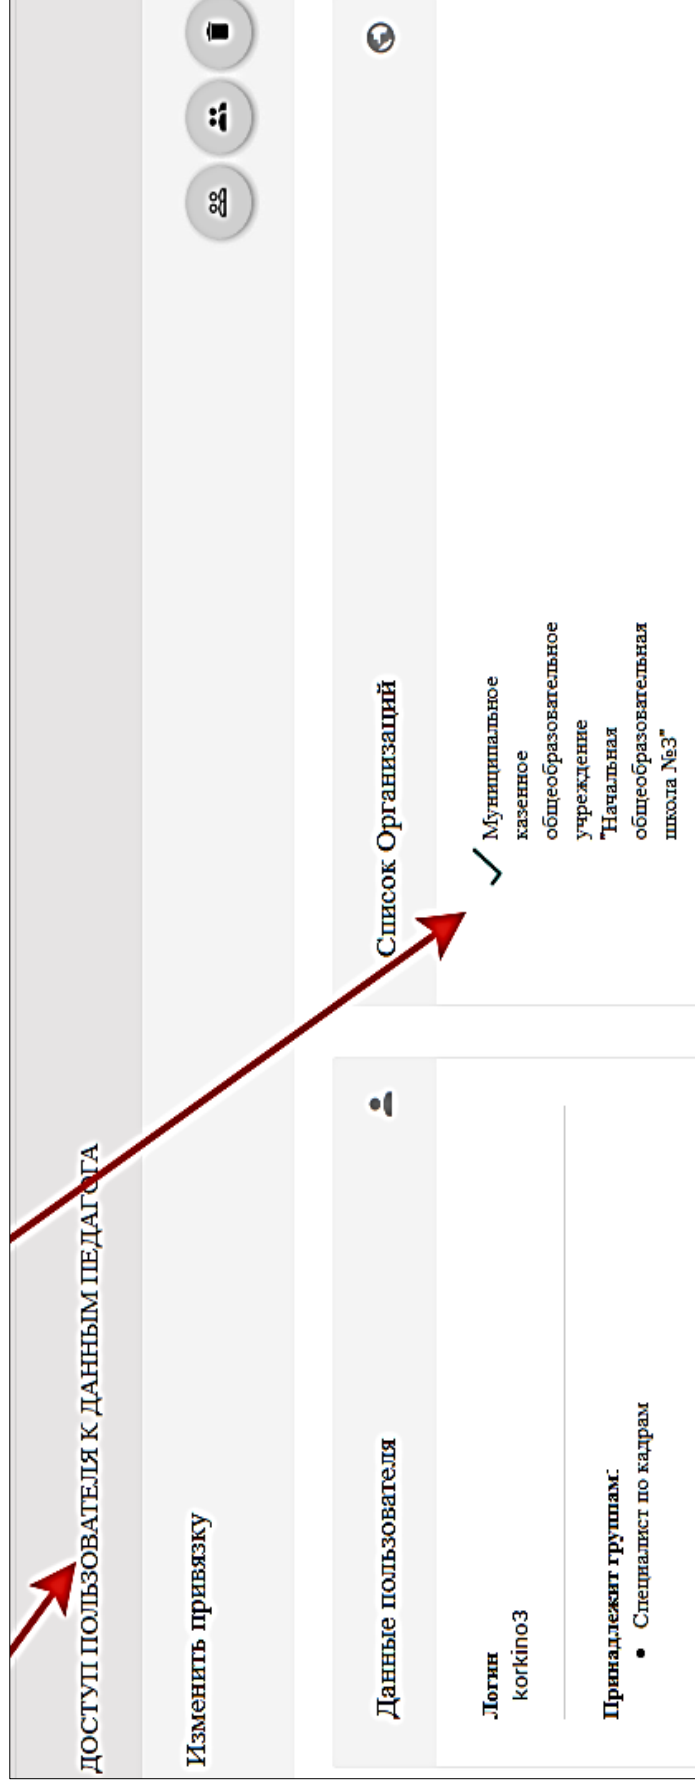 ДОСТУП ПОЛЬЗОВАТЕЛЯ К ДАННЫМ ПЕДАГОГА
Изменить привязку
Данные пользователя
Логин
korkino3
Принадлежит группам:
• Специалист по кадрам
Список Организаций
Муниципальное
казенное
общеобразовательное
учреждение
"Начальная
общеобразовательная
школа №3"